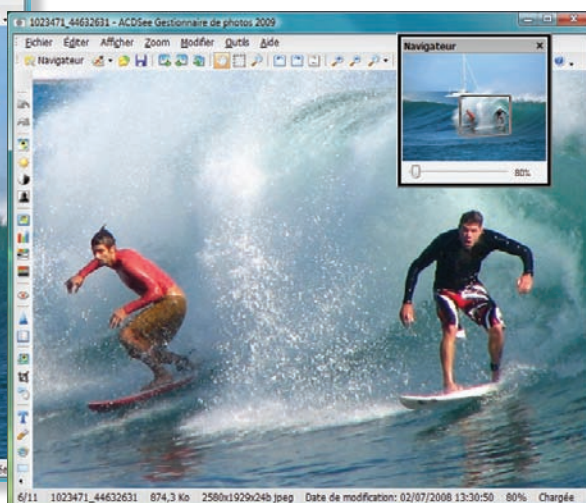 1023471_44632631 - ACDSee Gestionnaire de photos 2009
Fichier Éditer Afficher Zoom Modifier Outils Aide
Navigateur
Navigateur
80%
6/11 1023471_44632631 874,3 Ko 2580x1929x24b jpeg Date de modification: 02/07/2008 13:30:50 80% Chargée